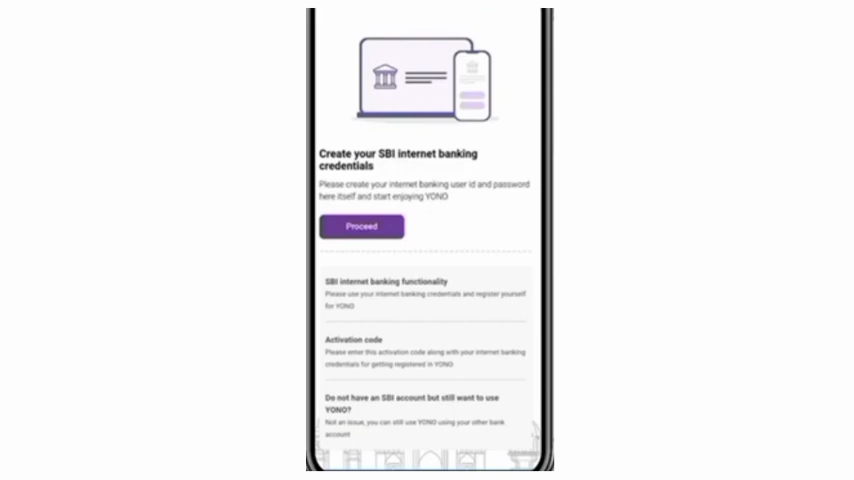 Create your SBI internet banking
credentials
Please create your internet banking user id and password
here itself and start enjoying YONO
Proceed
SBI internet banking functionality
Please use your internet banking credentials and register yourself
for YONO
Activation code
Please enter this activation code along with your internet banking
credentials for getting registered in YONO
Do not have an SBI account but still want to use
YONO?
Not an issue, you can still use YONO using your other bank
account